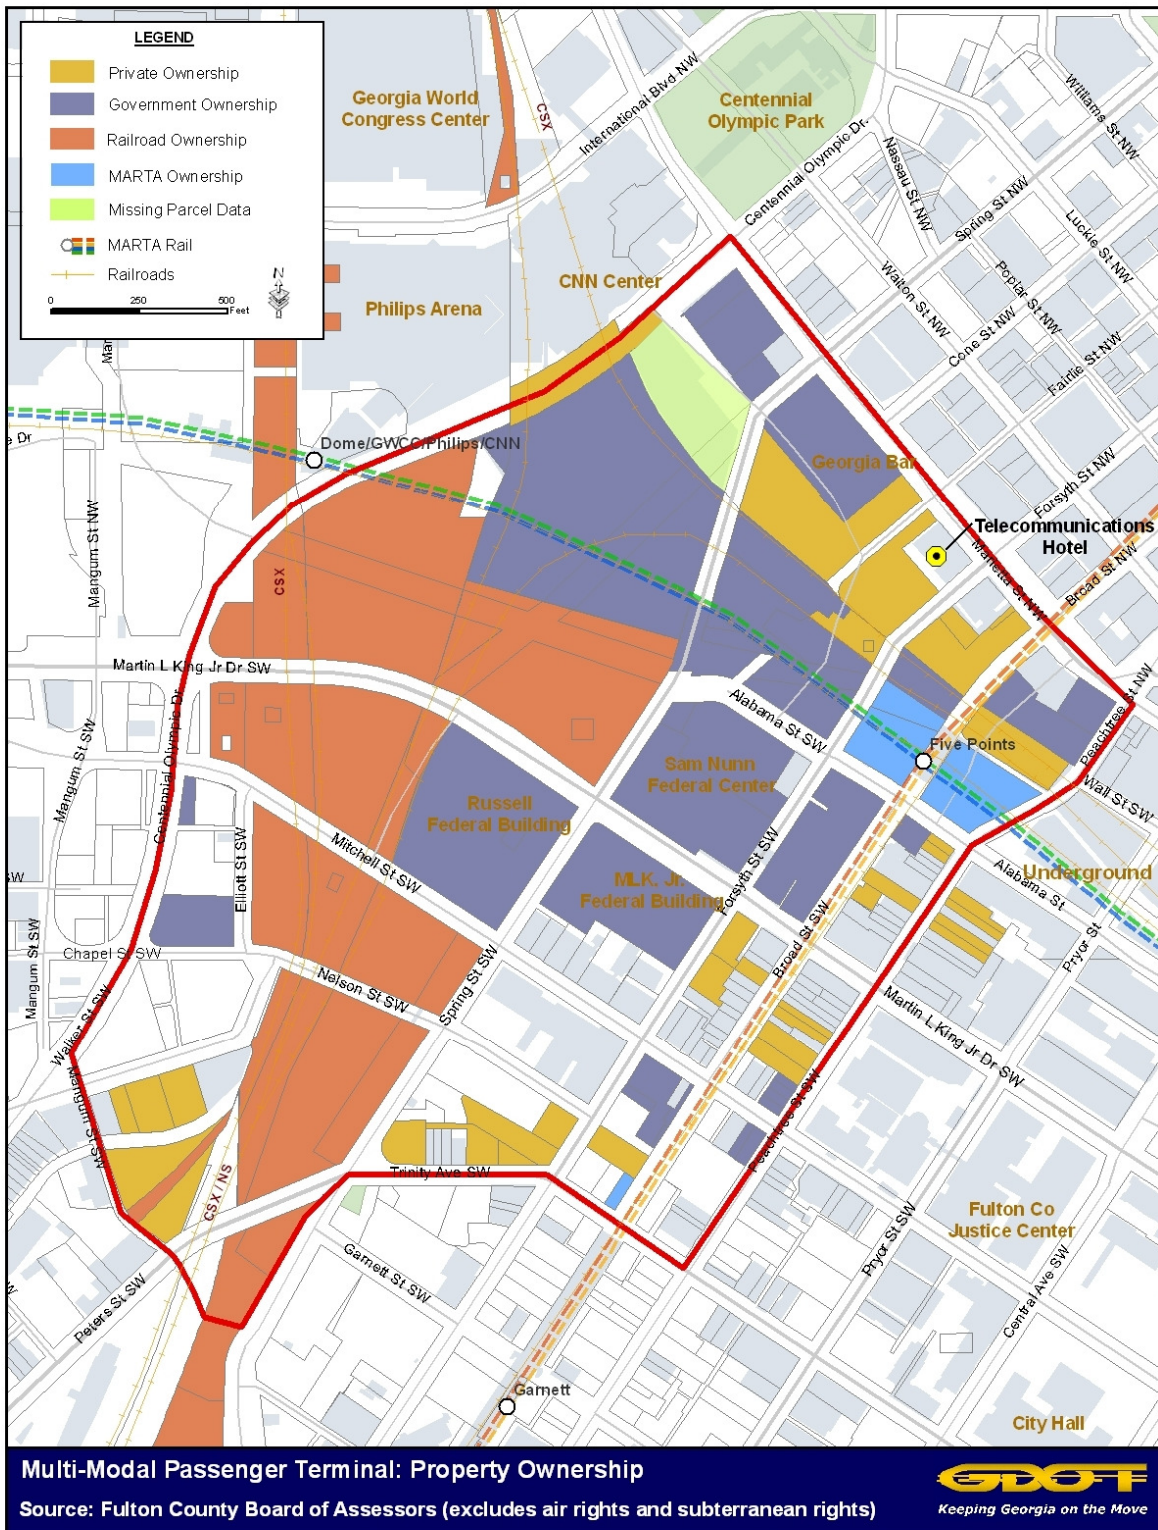 LEGEND
Private Ownership
Government Ownership
Railroad Ownership
MARTA Ownership
Missing Parcel Data
MARTA Rail
Railroads
0 250 500
Feet
N
Georgia World
Congress Center
CSX
International Blvd NW
Centennial
Olympic Park
Centennial Olympic Dr.
Williams St NW
Nassau St NW
Spring St NW
Luckie St NW
Walton St NW
Poplar St NW
Cone St NW
Fairlie St NW
CNN Center
Philips Arena
Dome/GWCC/Philips/CNN
e Dr
Mangum St NW
Georgia Bar
Forsyth St NW
Telecommunications
Hotel
Marietta St NW
Broad St NW
CSX
Martin L King Jr Dr SW
Centennial Olympic Dr
Mangum St SW
Alabama St SW
Peachtree St NW
Five Points
Wall St SW
Sam Nunn
Federal Center
Russell
Federal Building
Mitchell St SW
Elliott St SW
MLK. Jr.
Federal Building
Forsyth St SW
Broad St SW
Underground
Alabama St
Pryor St
SW
Chapel St SW
Mangum St SW
Nelson St SW
Spring St SW
Walker St SW
Martin L King Jr Dr SW
Mangum St SW
Peachtree St SW
CSX / NS
Trinity Ave SW
Garnett St SW
Peters St SW
Pryor St SW
Fulton Co
Justice Center
Central Ave SW
Garnett
City Hall
Multi-Modal Passenger Terminal: Property Ownership
Source: Fulton County Board of Assessors (excludes air rights and subterranean rights)
GDOT
Keeping Georgia on the Move